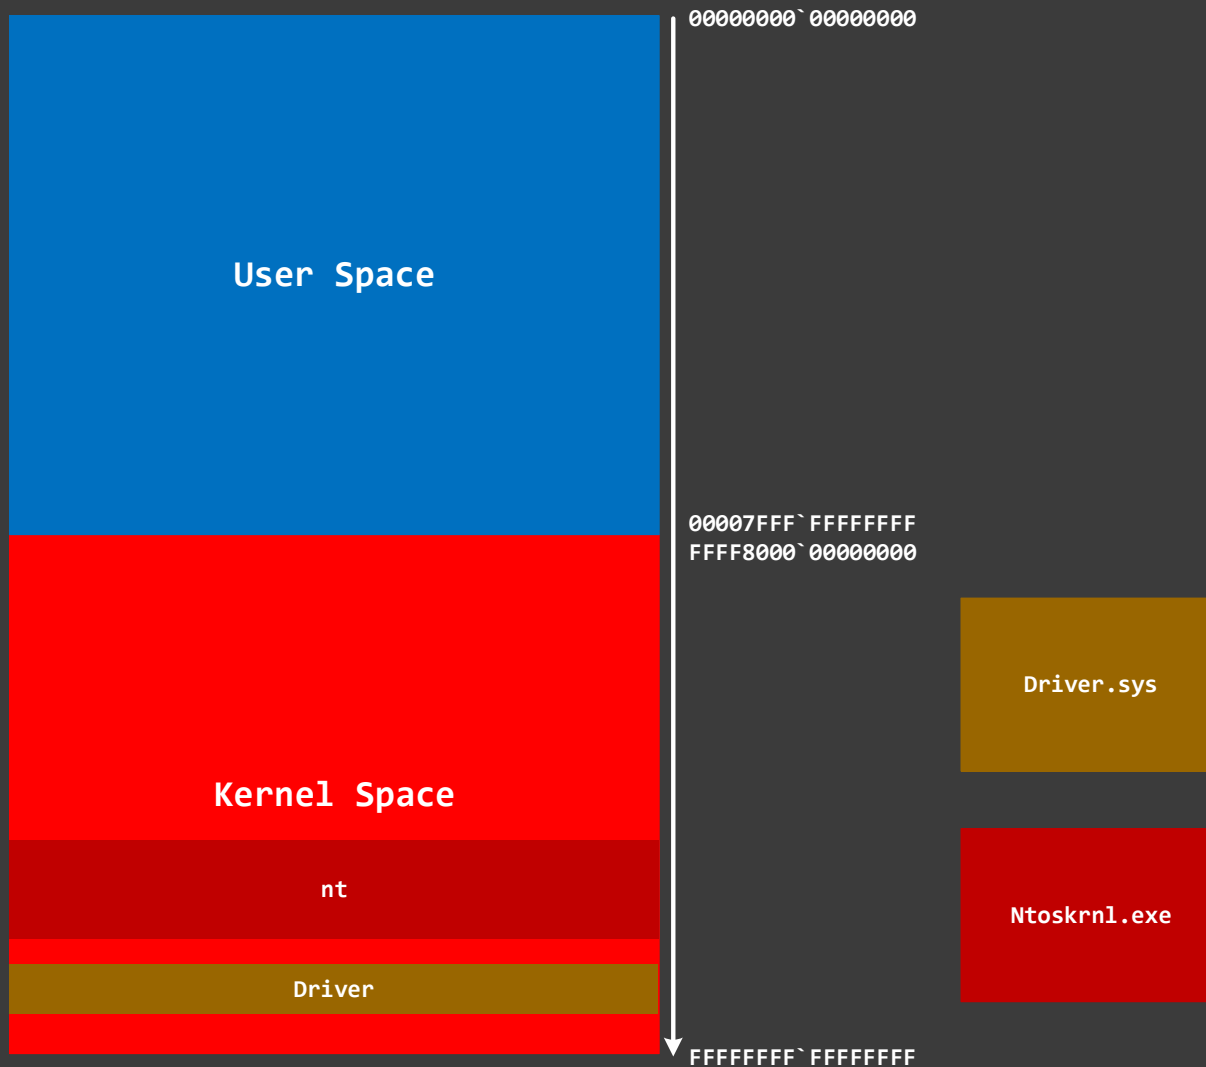 00000000`00000000
User Space
00007FFF`FFFFFFFF
FFFF8000`00000000
Driver.sys
Kernel Space
nt
Ntoskrnl.exe
Driver
FFFFFFFF`FFFFFFFF